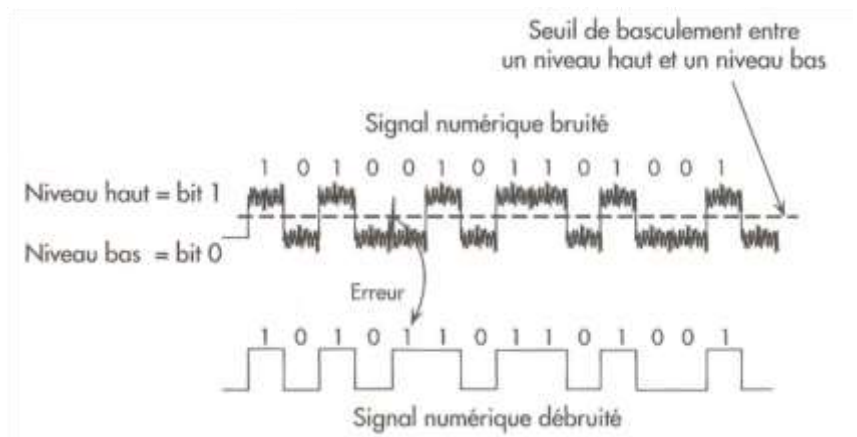 Seuil de basculement entre
un niveau haut et un niveau bas
Signal numérique bruité
1 0 1 0 0 1 0 1 1 0 1 0 0 1
Niveau haut = bit 1
Niveau bas = bit 0
Erreur
1 0 1 0 1 1 0 1 1 0 1 0 0 1
Signal numérique débruité